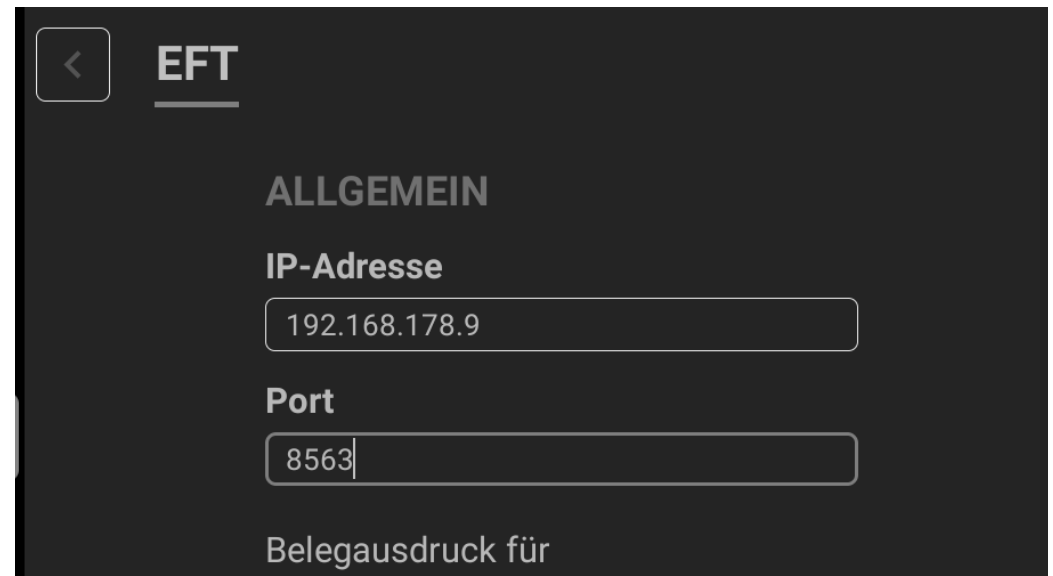 EFT
ALLGEMEIN
IP-Adresse
192.168.178.9
Port
8563
Belegausdruck für